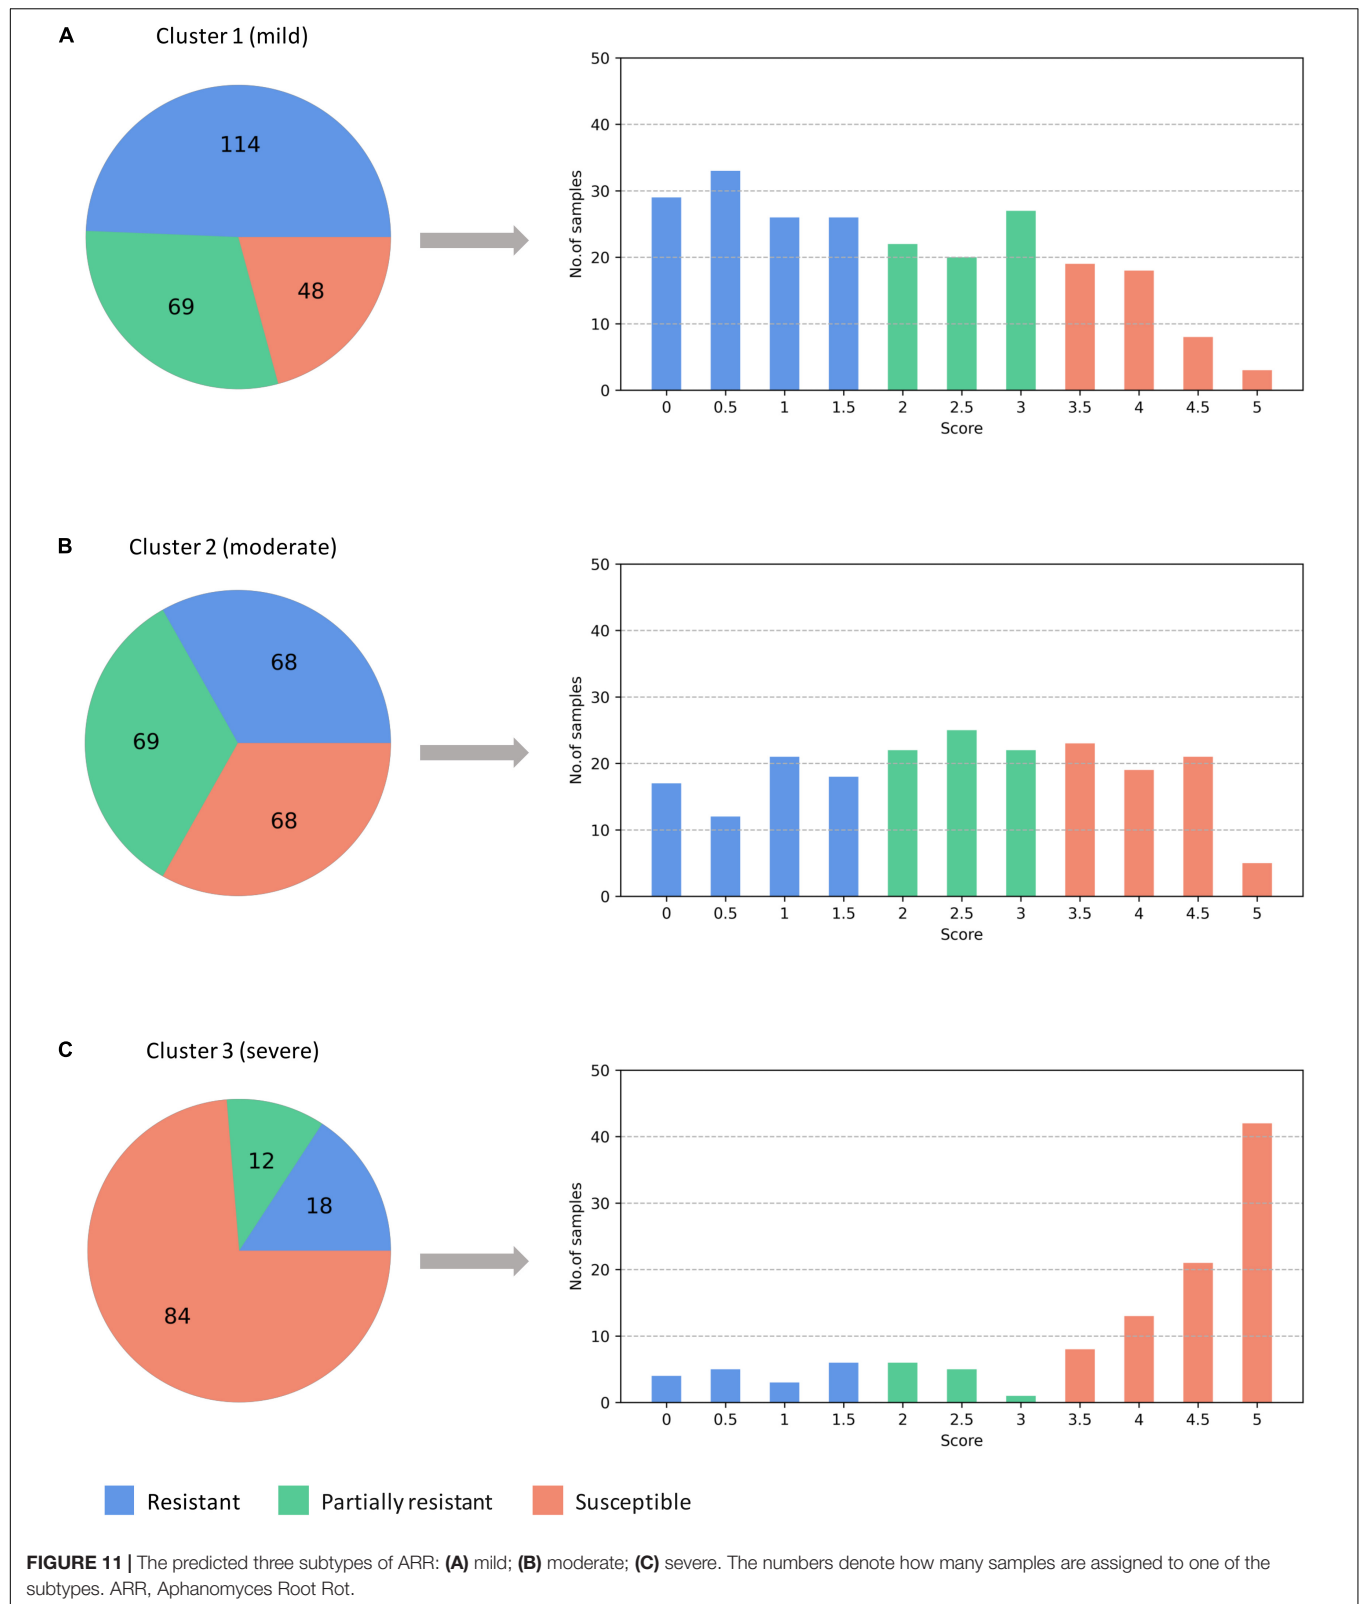 A
Cluster 1 (mild)
114
69
48
50
40
30
20
10
0
No.of samples
0 0.5 1 1.5 2 2.5 3 3.5 4 4.5 5
Score
B
Cluster 2 (moderate)
68
69
68
50
40
30
20
10
0
No.of samples
0 0.5 1 1.5 2 2.5 3 3.5 4 4.5 5
Score
C
Cluster 3 (severe)
12
18
84
50
40
30
20
10
0
No.of samples
0 0.5 1 1.5 2 2.5 3 3.5 4 4.5 5
Score
Resistant Partially resistant Susceptible
FIGURE 11 | The predicted three subtypes of ARR: (A) mild; (B) moderate; (C) severe. The numbers denote how many samples are assigned to one of the
subtypes. ARR, Aphanomyces Root Rot.